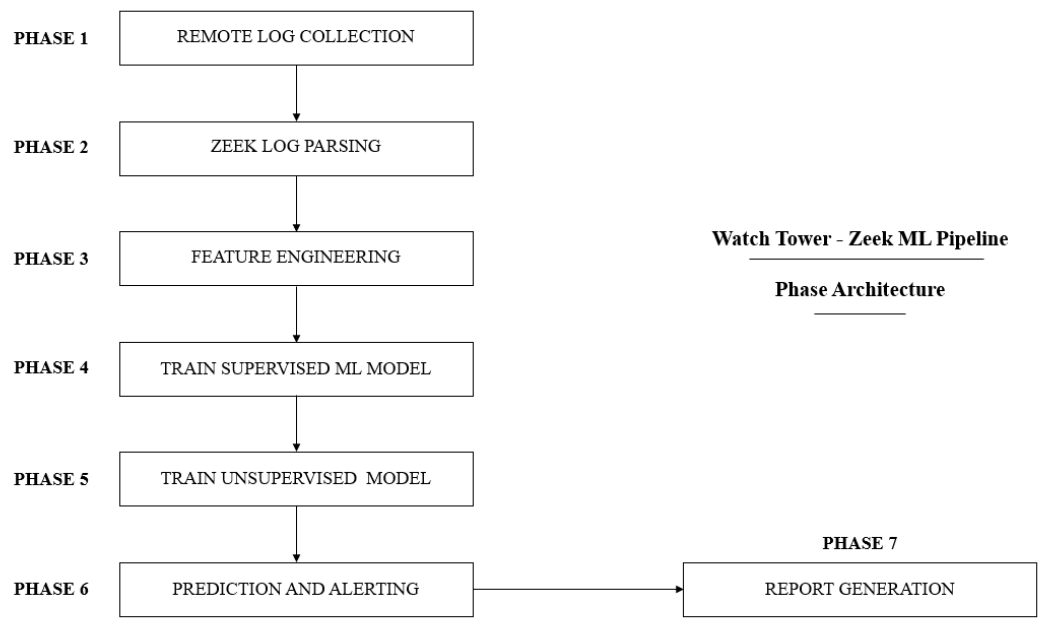 PHASE 1
REMOTE LOG COLLECTION
PHASE 2
ZEEK LOG PARSING
PHASE 3
FEATURE ENGINEERING
Watch Tower - Zeek ML Pipeline
Phase Architecture
PHASE 4
TRAIN SUPERVISED ML MODEL
PHASE 5
TRAIN UNSUPERVISED MODEL
PHASE 6
PREDICTION AND ALERTING
PHASE 7
REPORT GENERATION